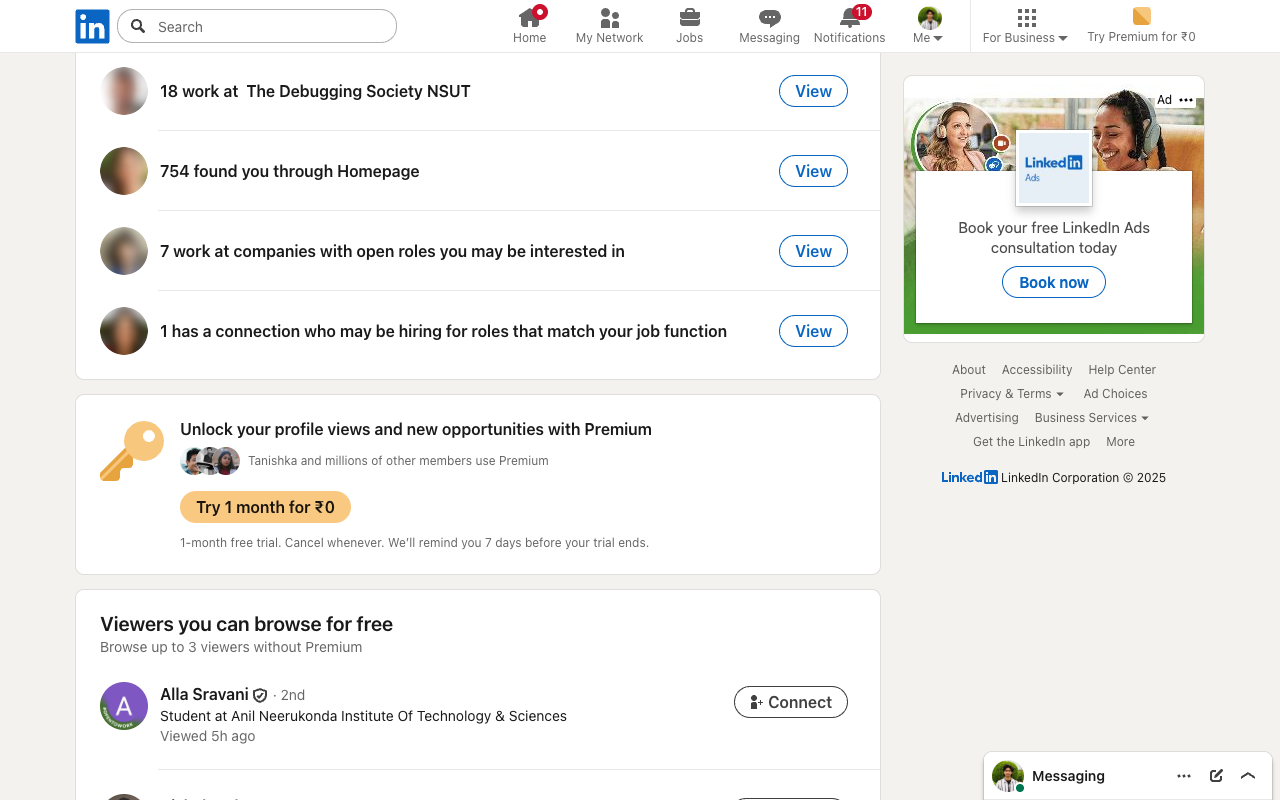 in
Search
Home
My Network
Jobs
Messaging
11
Notifications
Me
For Business
Try Premium for ₹0
18 work at  The Debugging Society NSUT
View
754 found you through Homepage
View
7 work at companies with open roles you may be interested in
View
1 has a connection who may be hiring for roles that match your job function
View
Unlock your profile views and new opportunities with Premium
Tanishka and millions of other members use Premium
Try 1 month for ₹0
1-month free trial. Cancel whenever. We'll remind you 7 days before your trial ends.
Viewers you can browse for free
Browse up to 3 viewers without Premium
A
Alla Sravani · 2nd
Student at Anil Neerukonda Institute Of Technology & Sciences
Viewed 5h ago
Connect
Ad
LinkedIn
Ads
Book your free LinkedIn Ads
consultation today
Book now
About Accessibility Help Center
Privacy & Terms Ad Choices
Advertising Business Services
Get the LinkedIn app More
LinkedIn LinkedIn Corporation © 2025
Messaging